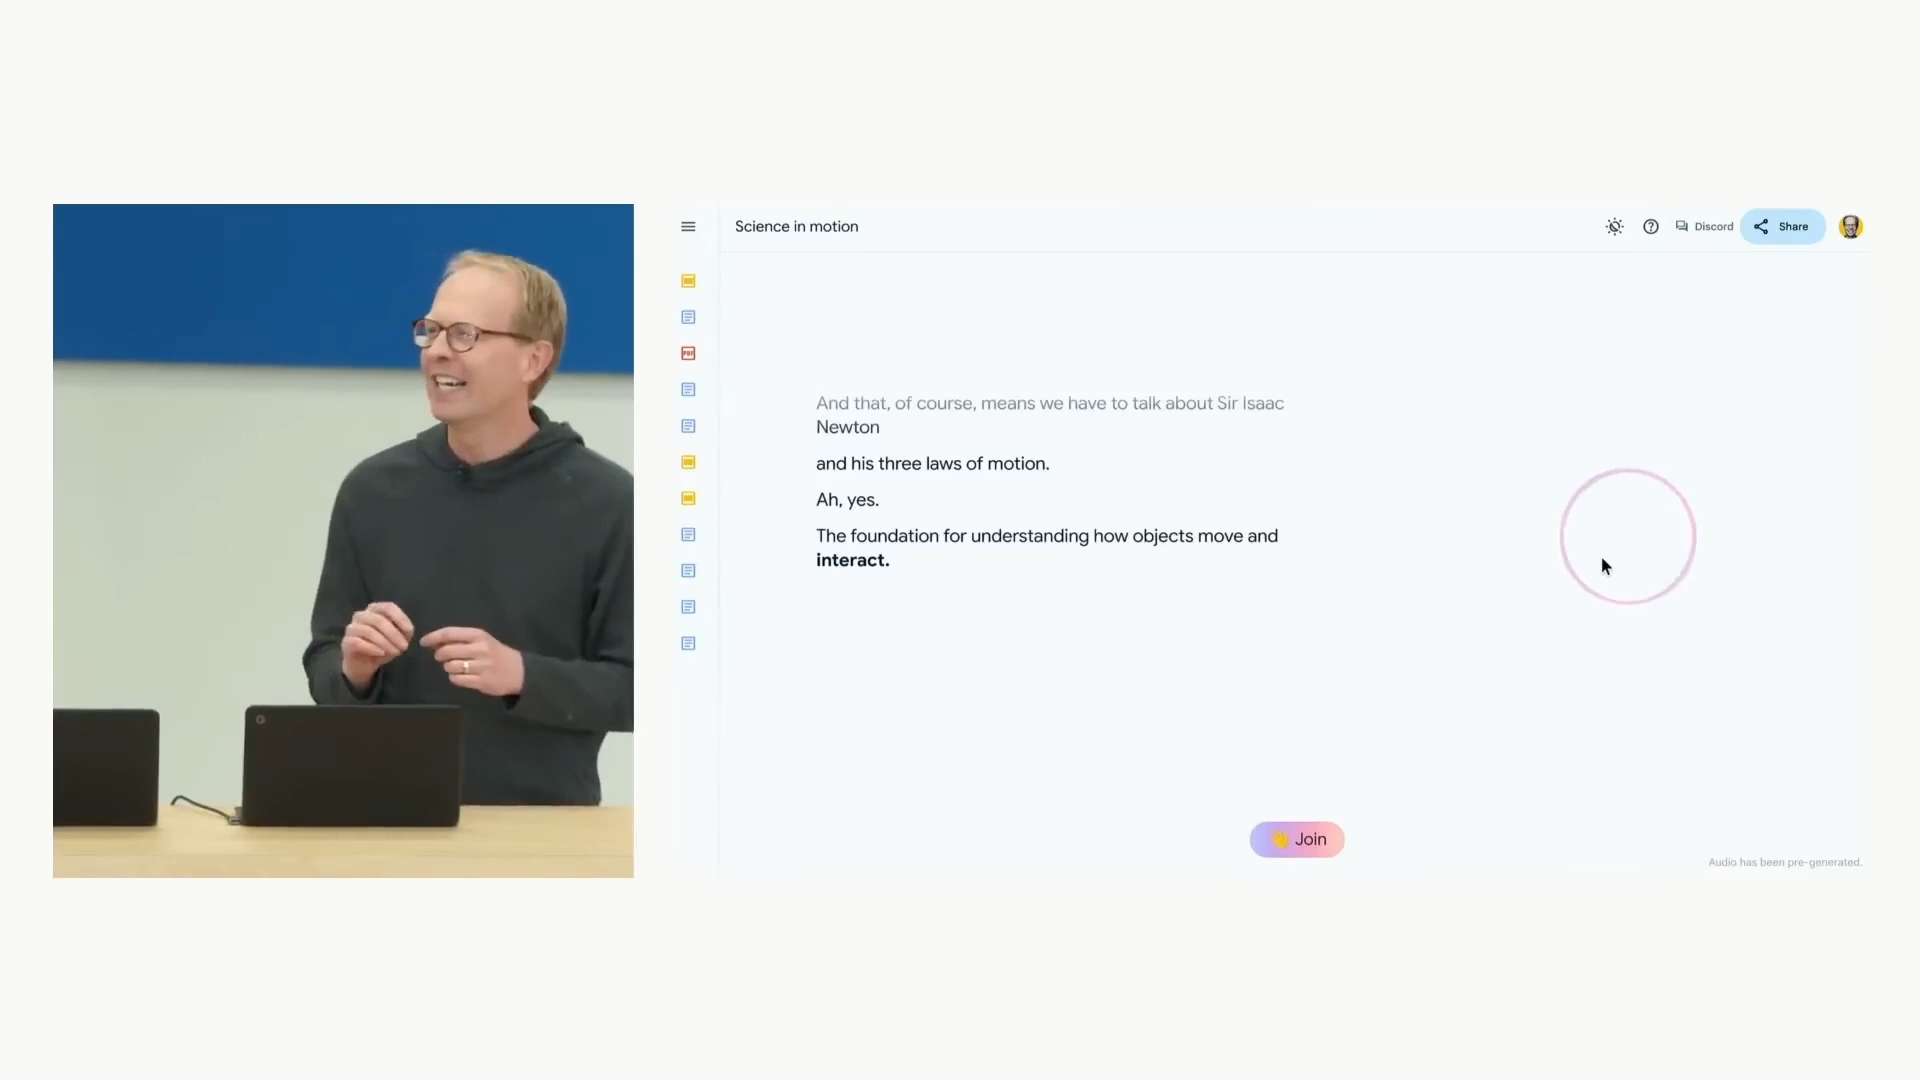 Science in motion
Discord
Share
PDF
And that, of course, means we have to talk about Sir Isaac
Newton
and his three laws of motion.
Ah, yes.
The foundation for understanding how objects move and
interact.
👋 Join
Audio has been pre-generated.